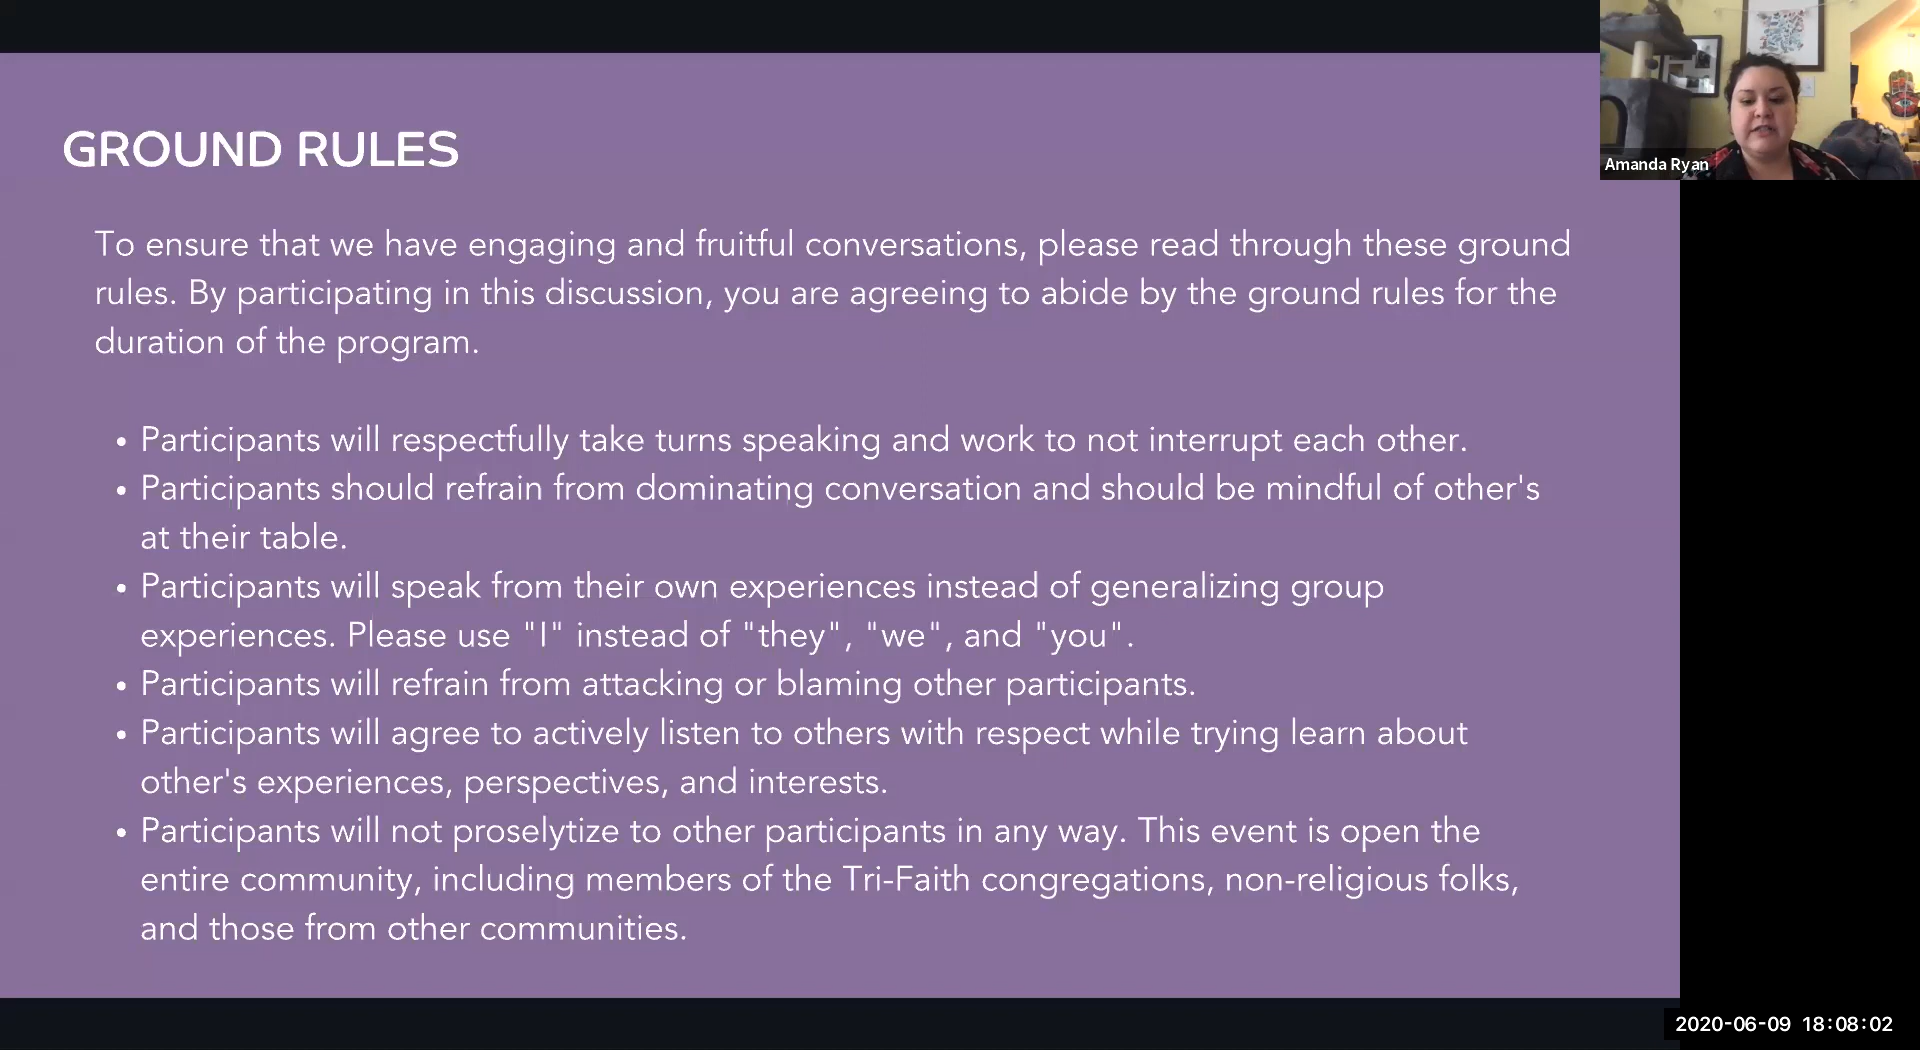 GROUND RULES
To ensure that we have engaging and fruitful conversations, please read through these ground
rules. By participating in this discussion, you are agreeing to abide by the ground rules for the
duration of the program.
• Participants will respectfully take turns speaking and work to not interrupt each other.
• Participants should refrain from dominating conversation and should be mindful of other's
at their table.
• Participants will speak from their own experiences instead of generalizing group
experiences. Please use "I" instead of "they", "we", and "you".
• Participants will refrain from attacking or blaming other participants.
• Participants will agree to actively listen to others with respect while trying learn about
other's experiences, perspectives, and interests.
• Participants will not proselytize to other participants in any way. This event is open the
entire community, including members of the Tri-Faith congregations, non-religious folks,
and those from other communities.
Amanda Ryan
2020-06-09 18:08:02